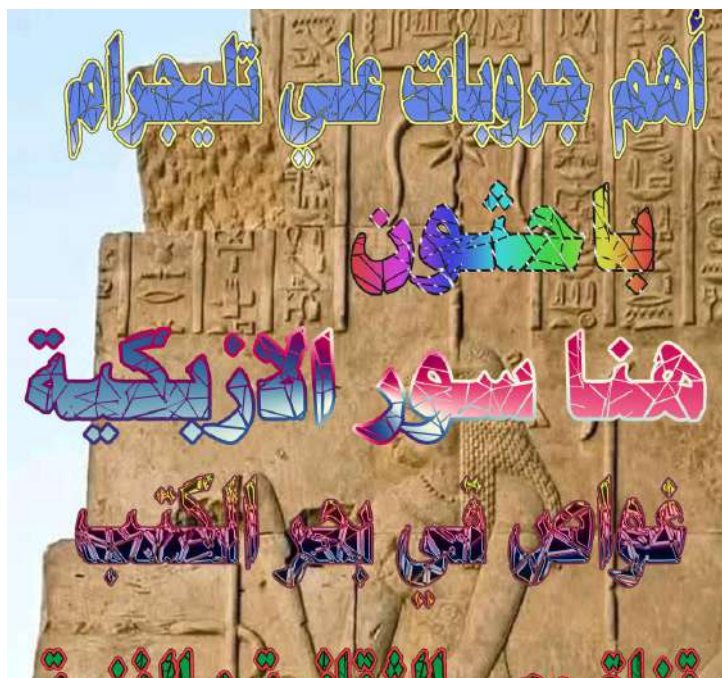 أهم جروبات علي تليجرام
باحثون
هنا سور الازبكية
غواص في بحر الكتب